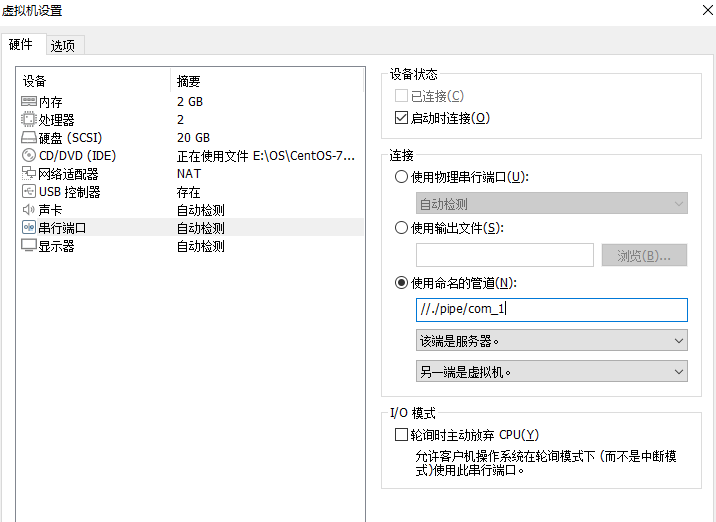 虚拟机设置
硬件 选项
设备 摘要
内存 2 GB
处理器 2
硬盘 (SCSI) 20 GB
CD/DVD (IDE) 正在使用文件 E:\OS\CentOS-7...
网络适配器 NAT
USB 控制器 存在
声卡 自动检测
串行端口 自动检测
显示器 自动检测
设备状态
已连接(C)
启动时连接(O)
连接
使用物理串行端口(U):
自动检测
使用输出文件(S):
浏览(B)...
使用命名的管道(N):
//./pipe/com_1
该端是服务器。
另一端是虚拟机。
I/O 模式
轮询时主动放弃 CPU(Y)
允许客户机操作系统在轮询模式下 (而不是中断模
式)使用此串行端口。